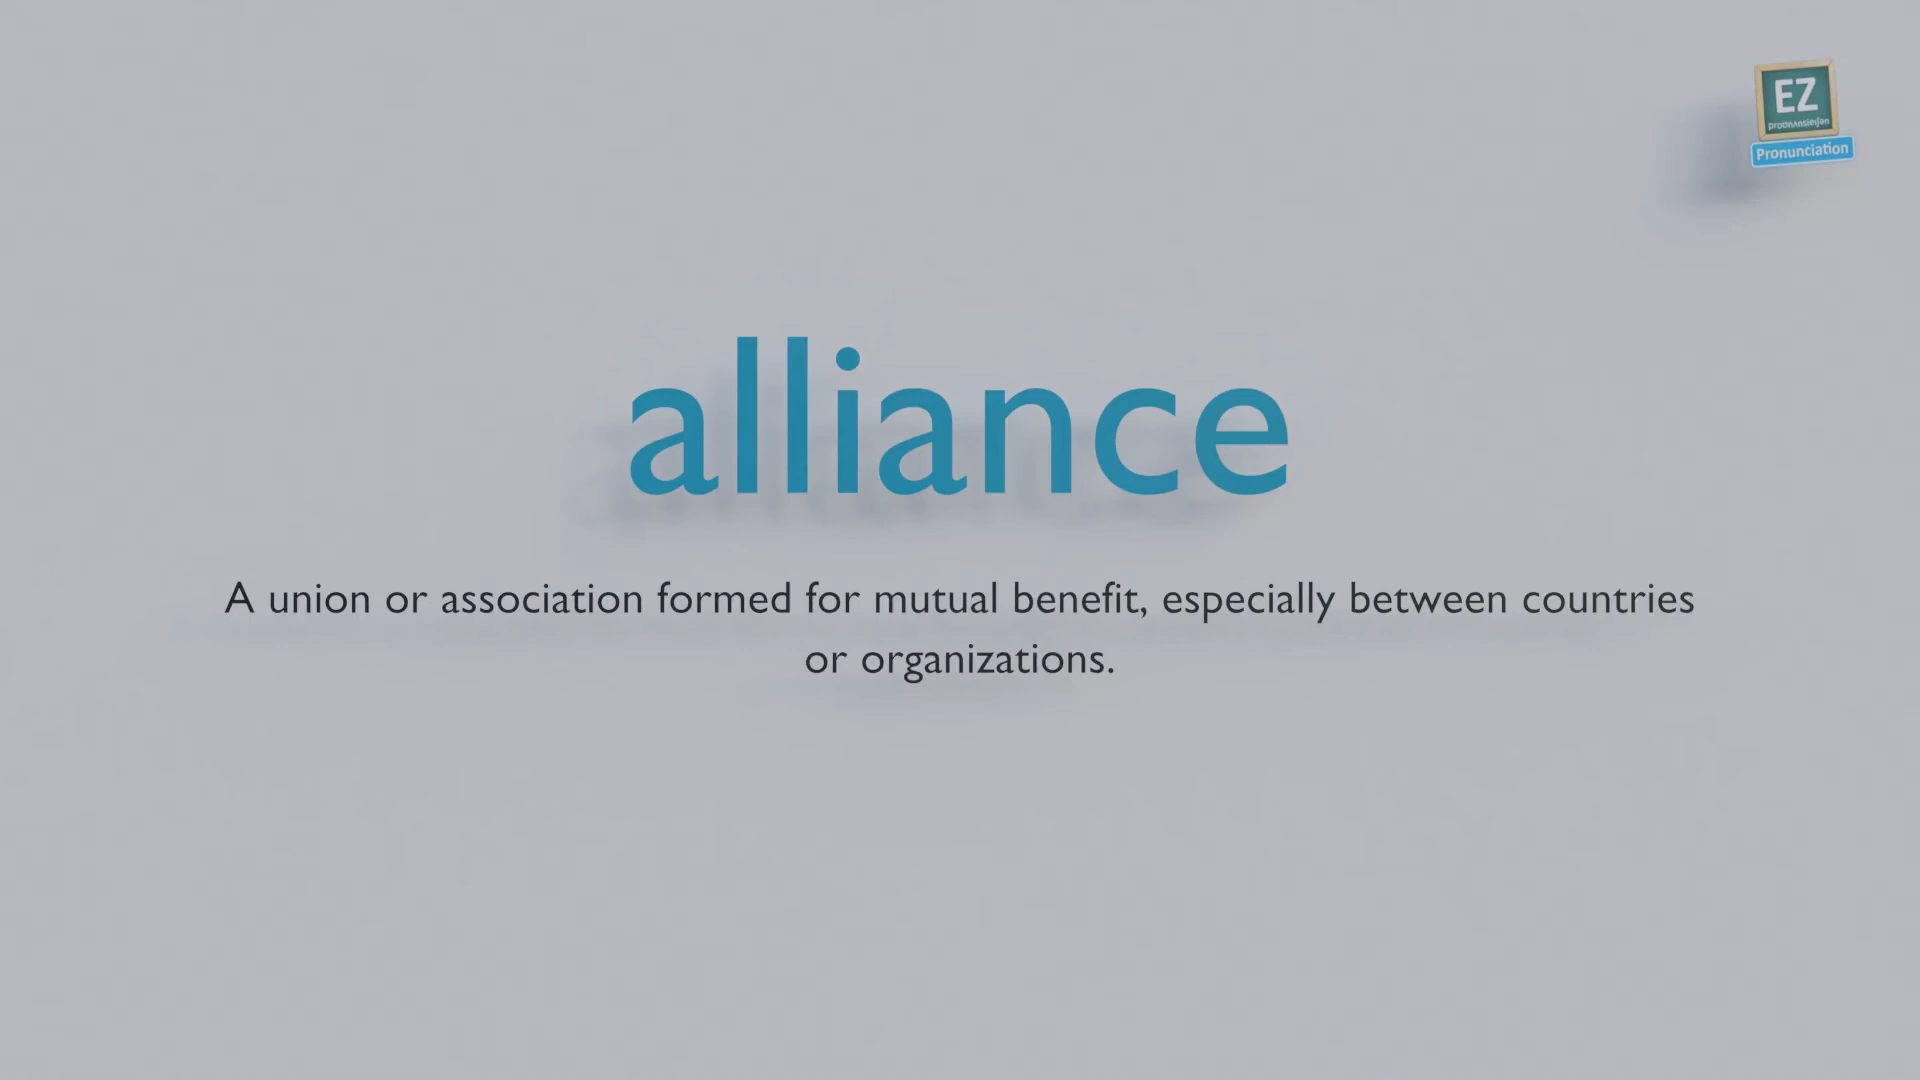 EZ
Pronunciation
alliance
A union or association formed for mutual benefit, especially between countries
or organizations.